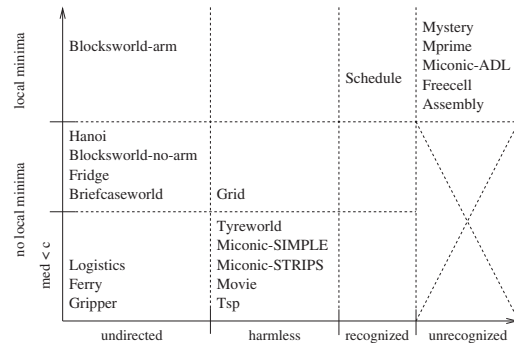 local minima
Blocksworld-arm
Schedule
Mystery
Mprime
Miconic-ADL
Freecell
Assembly
no local minima
Hanoi
Blocksworld-no-arm
Fridge
Briefcaseworld
Grid
med < c
Logistics
Ferry
Gripper
Tyreworld
Miconic-SIMPLE
Miconic-STRIPS
Movie
Tsp
undirected
harmless
recognized
unrecognized